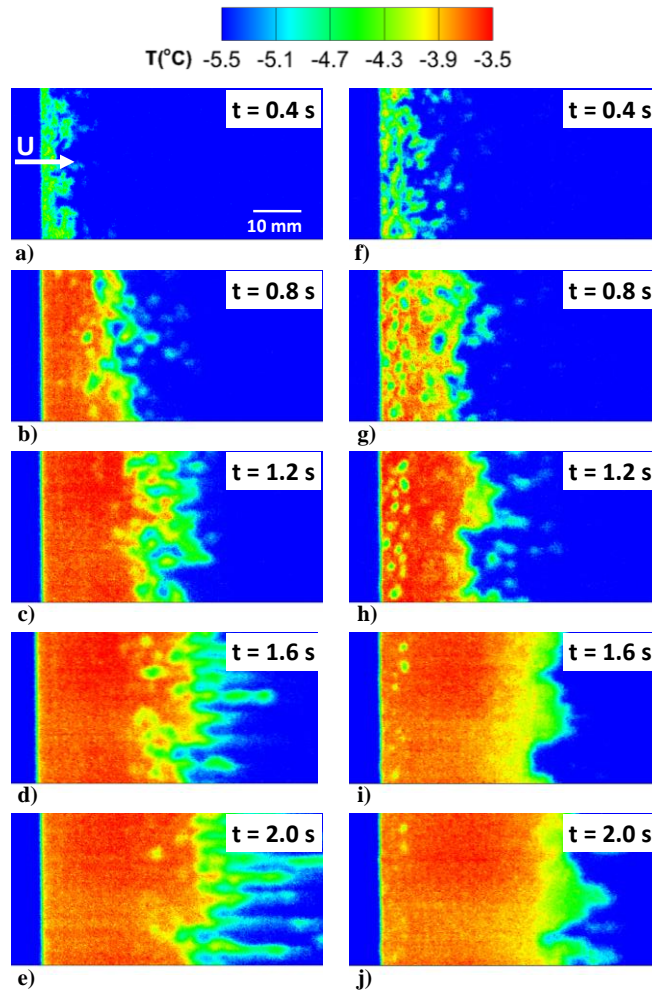 T(°C) -5.5 -5.1 -4.7 -4.3 -3.9 -3.5
t = 0.4 s
U
10 mm
a)
t = 0.4 s
f)
t = 0.8 s
b)
t = 0.8 s
g)
t = 1.2 s
c)
t = 1.2 s
h)
t = 1.6 s
d)
t = 1.6 s
i)
t = 2.0 s
e)
t = 2.0 s
j)